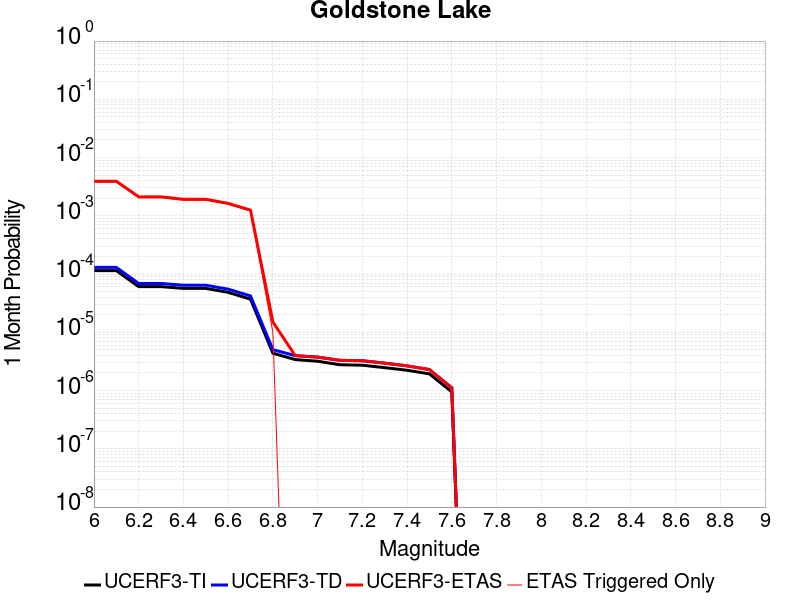 Goldstone Lake
10^0
10^-1
10^-2
10^-3
10^-4
10^-5
10^-6
10^-7
10^-8
1 Month Probability
6 6.2 6.4 6.6 6.8 7 7.2 7.4 7.6 7.8 8 8.2 8.4 8.6 8.8 9
Magnitude
UCERF3-TI UCERF3-TD UCERF3-ETAS ETAS Triggered Only